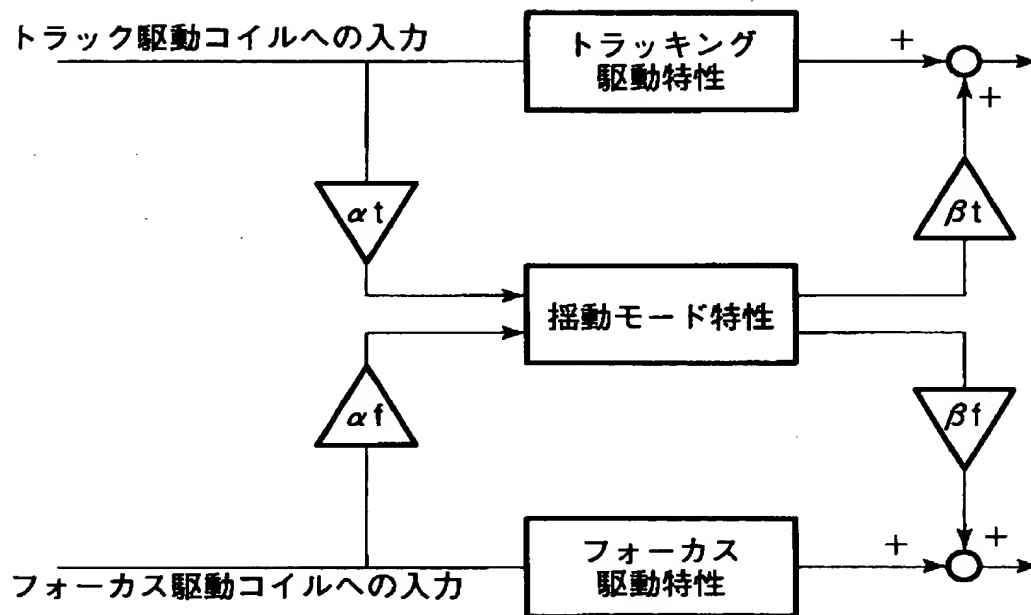 トラック駆動コイルへの入力
トラッキング
駆動特性
+
+
αt
βt
揺動モード特性
αf
βf
フォーカス
駆動特性
+
+
フォーカス駆動コイルへの入力